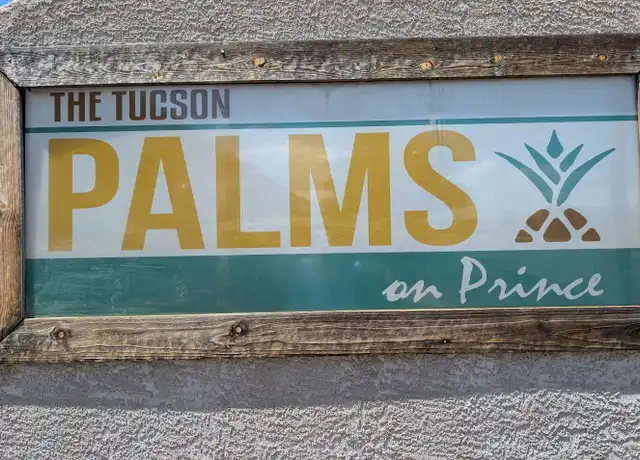 THE TUCSON
PALMS
on Prince